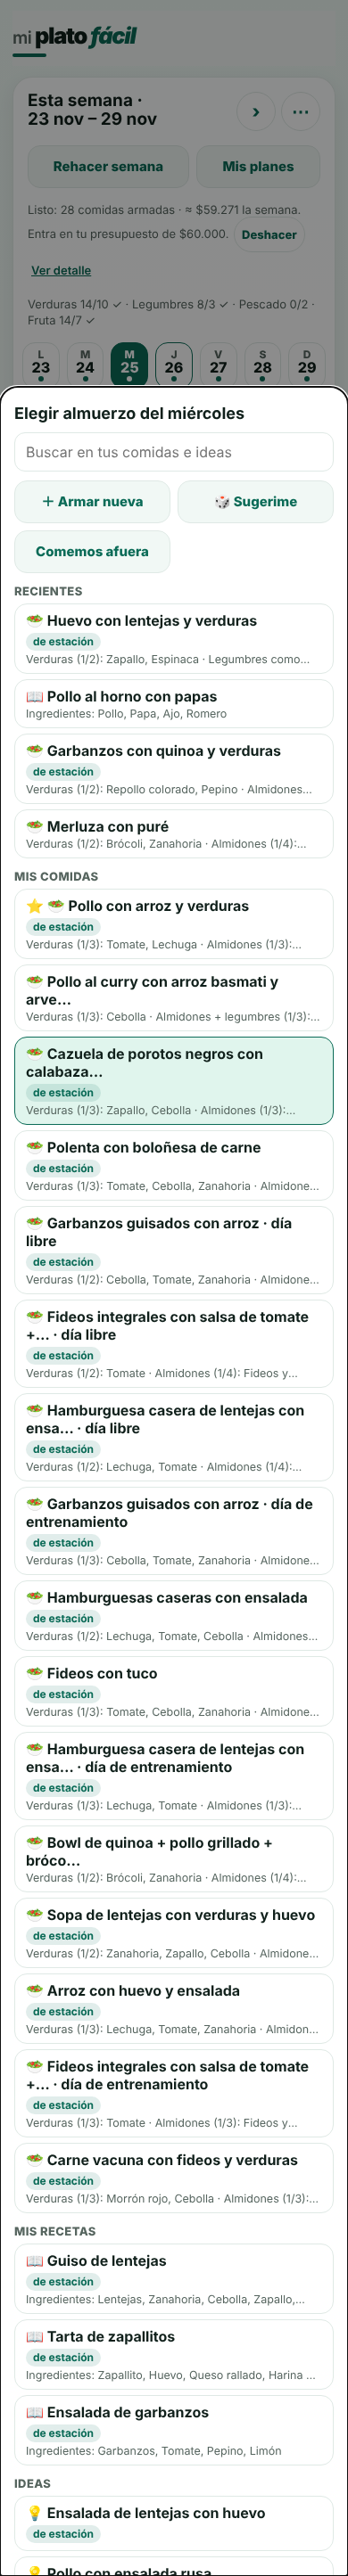 mi plato fácil
Esta semana ·
23 nov – 29 nov
› ⋯
Rehacer semana Mis planes
Listo: 28 comidas armadas · ≈ $59.271 la semana.
Entra en tu presupuesto de $60.000. Deshacer
Ver detalle
Verduras 14/10 ✓ · Legumbres 8/3 ✓ · Pescado 0/2 ·
Fruta 14/7 ✓
L M M J V S D
23 24 25 26 27 28 29
Elegir almuerzo del miércoles
Buscar en tus comidas e ideas
+ Armar nueva 🎲 Sugerime
Comemos afuera
RECIENTES
🥗 Huevo con lentejas y verduras
de estación
Verduras (1/2): Zapallo, Espinaca · Legumbres como...
📖 Pollo al horno con papas
Ingredientes: Pollo, Papa, Ajo, Romero
🥗 Garbanzos con quinoa y verduras
de estación
Verduras (1/2): Repollo colorado, Pepino · Almidones...
🥗 Merluza con puré
Verduras (1/2): Brócoli, Zanahoria · Almidones (1/4):...
MIS COMIDAS
⭐ 🥗 Pollo con arroz y verduras
de estación
Verduras (1/3): Tomate, Lechuga · Almidones (1/3):...
🥗 Pollo al curry con arroz basmati y
arve...
Verduras (1/3): Cebolla · Almidones + legumbres (1/3):...
🥗 Cazuela de porotos negros con
calabaza...
de estación
Verduras (1/3): Zapallo, Cebolla · Almidones (1/3):...
🥗 Polenta con boloñesa de carne
de estación
Verduras (1/3): Tomate, Cebolla, Zanahoria · Almidone...
🥗 Garbanzos guisados con arroz · día
libre
de estación
Verduras (1/2): Cebolla, Tomate, Zanahoria · Almidone...
🥗 Fideos integrales con salsa de tomate
+... · día libre
de estación
Verduras (1/2): Tomate · Almidones (1/4): Fideos y...
🥗 Hamburguesa casera de lentejas con
ensa... · día libre
de estación
Verduras (1/2): Lechuga, Tomate · Almidones (1/4):...
🥗 Garbanzos guisados con arroz · día de
entrenamiento
de estación
Verduras (1/3): Cebolla, Tomate, Zanahoria · Almidone...
🥗 Hamburguesas caseras con ensalada
de estación
Verduras (1/2): Lechuga, Tomate, Cebolla · Almidones...
🥗 Fideos con tuco
de estación
Verduras (1/3): Tomate, Cebolla, Zanahoria · Almidone...
🥗 Hamburguesa casera de lentejas con
ensa... · día de entrenamiento
de estación
Verduras (1/3): Lechuga, Tomate · Almidones (1/3):...
🥗 Bowl de quinoa + pollo grillado +
bróco...
Verduras (1/2): Brócoli, Zanahoria · Almidones (1/4):...
🥗 Sopa de lentejas con verduras y huevo
de estación
Verduras (1/2): Zanahoria, Zapallo, Cebolla · Almidone...
🥗 Arroz con huevo y ensalada
de estación
Verduras (1/3): Lechuga, Tomate, Zanahoria · Almidon...
🥗 Fideos integrales con salsa de tomate
+... · día de entrenamiento
de estación
Verduras (1/3): Tomate · Almidones (1/3): Fideos y...
🥗 Carne vacuna con fideos y verduras
de estación
Verduras (1/3): Morrón rojo, Cebolla · Almidones (1/3):...
MIS RECETAS
📖 Guiso de lentejas
de estación
Ingredientes: Lentejas, Zanahoria, Cebolla, Zapallo,...
📖 Tarta de zapallitos
de estación
Ingredientes: Zapallito, Huevo, Queso rallado, Harina ...
📖 Ensalada de garbanzos
de estación
Ingredientes: Garbanzos, Tomate, Pepino, Limón
IDEAS
💡 Ensalada de lentejas con huevo
de estación
💡 Pollo con ensalada rusa